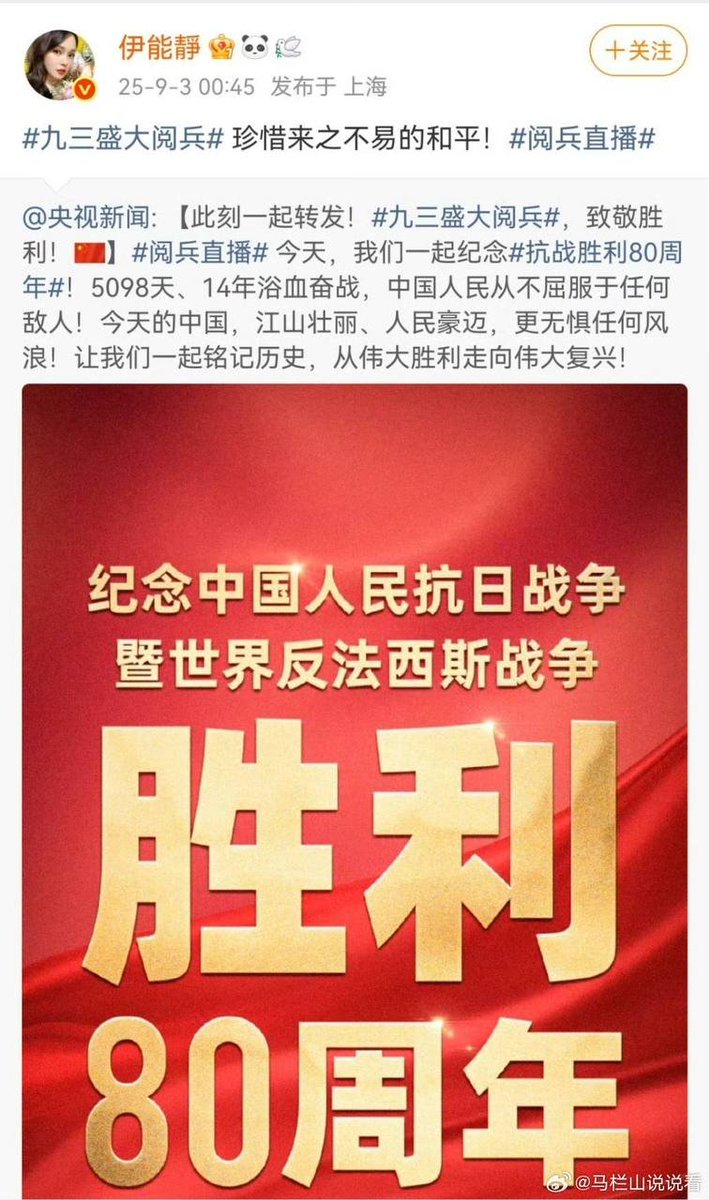 伊能靜
+关注
25-9-3 00:45 发布于 上海
#九三盛大阅兵# 珍惜来之不易的和平！#阅兵直播#
@央视新闻:【此刻一起转发！#九三盛大阅兵#，致敬胜
利！🇨🇳】#阅兵直播# 今天，我们一起纪念#抗战胜利80周
年#！5098天、14年浴血奋战，中国人民从不屈服于任何
敌人！今天的中国，江山壮丽、人民豪迈，更无惧任何风
浪！让我们一起铭记历史，从伟大胜利走向伟大复兴！
纪念中国人民抗日战争
暨世界反法西斯战争
胜利
80周年
@马栏山说说看